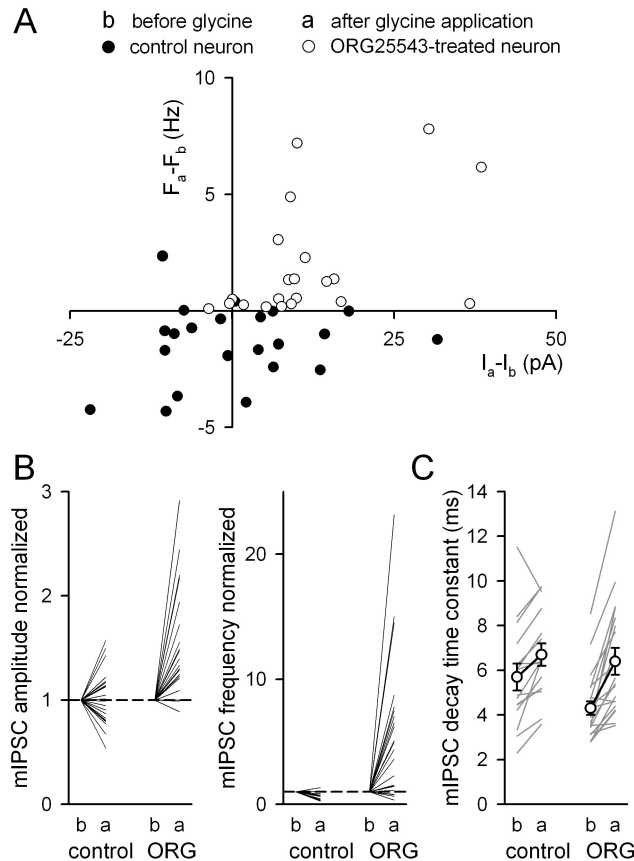 A
b before glycine
a after glycine application
control neuron
ORG25543-treated neuron
10
Fa-Fb (Hz)
5
-25
25
50
Ia-Ib (pA)
-5
B
C
mIPSC amplitude normalized
3
2
1
0
b a b a
control ORG
mIPSC frequency normalized
20
10
0
b a b a
control ORG
mIPSC decay time constant (ms)
14
12
10
8
6
4
2
0
b a b a
control ORG